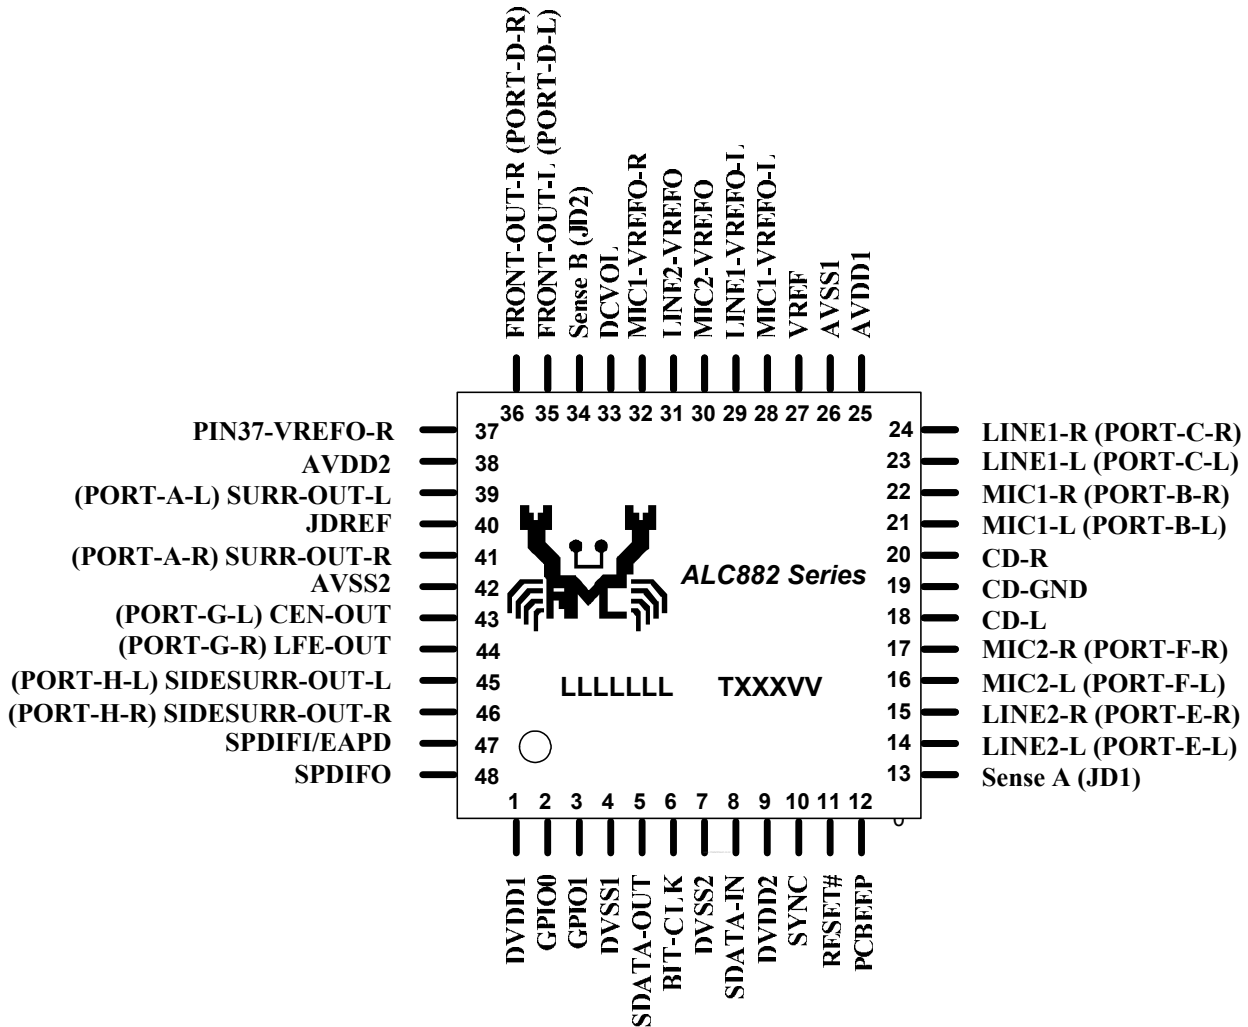 FRONT-OUT-R (PORT-D-R)
FRONT-OUT-L (PORT-D-L)
Sense B (JD2)
DCVOL
MIC1-VREFO-R
LINE2-VREFO
MIC2-VREFO
LINE1-VREFO-L
MIC1-VREFO-L
VREF
AVSS1
AVDD1
36 35 34 33 32 31 30 29 28 27 26 25
PIN37-VREFO-R 37
AVDD2 38
(PORT-A-L) SURR-OUT-L 39
JDREF 40
(PORT-A-R) SURR-OUT-R 41
AVSS2 42
(PORT-G-L) CEN-OUT 43
(PORT-G-R) LFE-OUT 44
(PORT-H-L) SIDESURR-OUT-L 45
(PORT-H-R) SIDESURR-OUT-R 46
SPDIFI/EAPD 47
SPDIFO 48
ALC882 Series
LLLLLLL TXXXVV
24 LINE1-R (PORT-C-R)
23 LINE1-L (PORT-C-L)
22 MIC1-R (PORT-B-R)
21 MIC1-L (PORT-B-L)
20 CD-R
19 CD-GND
18 CD-L
17 MIC2-R (PORT-F-R)
16 MIC2-L (PORT-F-L)
15 LINE2-R (PORT-E-R)
14 LINE2-L (PORT-E-L)
13 Sense A (JD1)
1 2 3 4 5 6 7 8 9 10 11 12
DVDD1
GPIO0
GPIO1
DVSS1
SDATA-OUT
BIT-CLK
DVSS2
SDATA-IN
DVDD2
SYNC
RESET#
PCBEEP